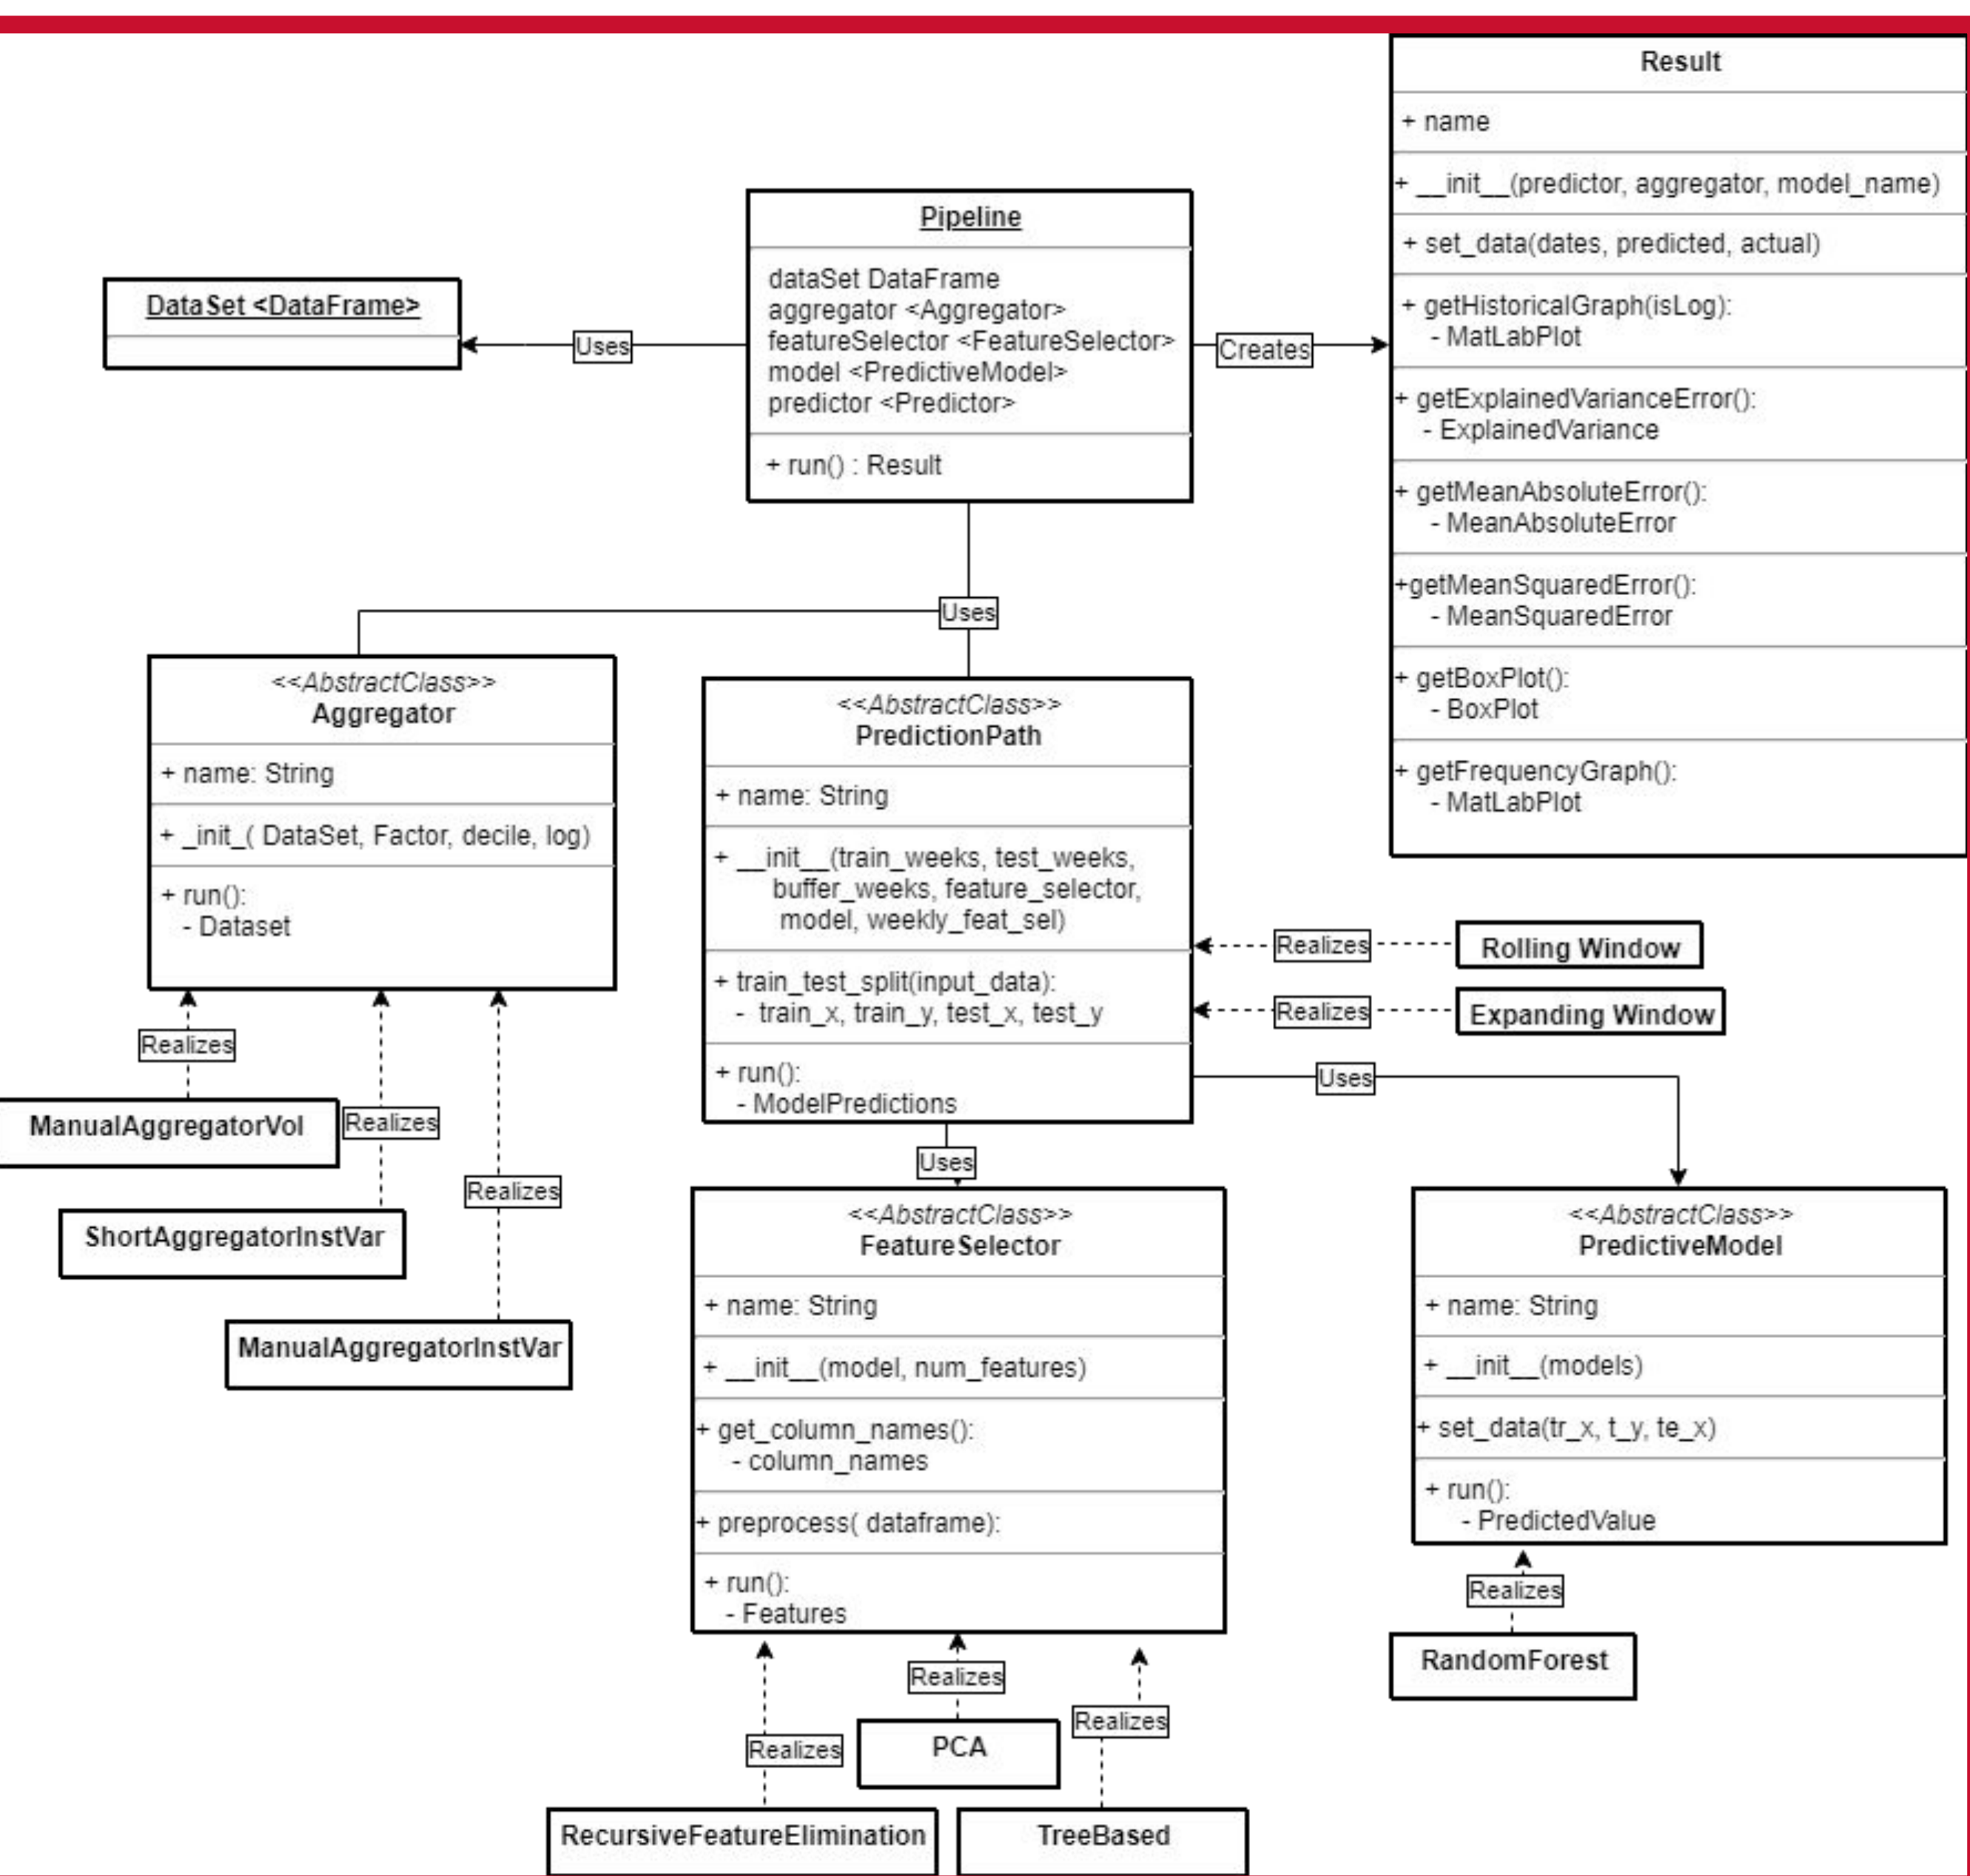 Result
+ name
+ __init__(predictor, aggregator, model_name)
+ set_data(dates, predicted, actual)
+ getHistoricalGraph(isLog):
- MatLabPlot
+ getExplainedVarianceError():
- ExplainedVariance
+ getMeanAbsoluteError():
- MeanAbsoluteError
+getMeanSquaredError():
- MeanSquaredError
+ getBoxPlot():
- BoxPlot
+ getFrequencyGraph():
- MatLabPlot
Pipeline
dataSet DataFrame
aggregator <Aggregator>
featureSelector <FeatureSelector>
model <PredictiveModel>
predictor <Predictor>
+ run() : Result
DataSet <DataFrame>
Uses
Creates
Uses
<<AbstractClass>>
Aggregator
+ name: String
+ _init_( DataSet, Factor, decile, log)
+ run():
- Dataset
<<AbstractClass>>
PredictionPath
+ name: String
+ __init__(train_weeks, test_weeks,
buffer_weeks, feature_selector,
model, weekly_feat_sel)
+ train_test_split(input_data):
- train_x, train_y, test_x, test_y
+ run():
- ModelPredictions
Realizes
Rolling Window
Realizes
Expanding Window
Uses
Realizes
ManualAggregatorVol
Realizes
ShortAggregatorInstVar
Realizes
ManualAggregatorInstVar
Uses
<<AbstractClass>>
FeatureSelector
+ name: String
+ __init__(model, num_features)
+ get_column_names():
- column_names
+ preprocess( dataframe):
+ run():
- Features
<<AbstractClass>>
PredictiveModel
+ name: String
+ __init__(models)
+ set_data(tr_x, t_y, te_x)
+ run():
- PredictedValue
Realizes
RandomForest
Realizes
PCA
Realizes
TreeBased
Realizes
RecursiveFeatureElimination